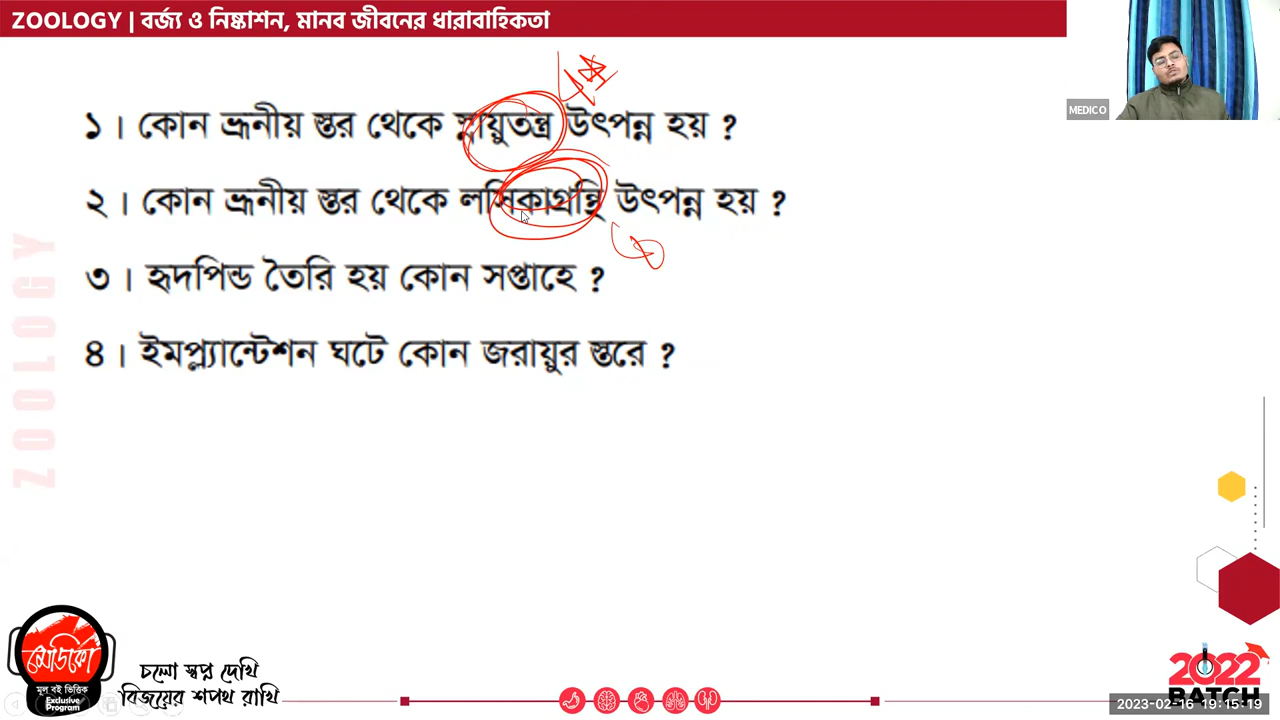 ZOOLOGY | বর্জ্য ও নিষ্কাশন, মানব জীবনের ধারাবাহিকতা
MEDICO
১। কোন ভ্রূনীয় স্তর থেকে স্নায়ুতন্ত্র উৎপন্ন হয় ?
২। কোন ভ্রূনীয় স্তর থেকে লসিকাগ্রন্থি উৎপন্ন হয় ?
৩। হৃদপিন্ড তৈরি হয় কোন সপ্তাহে ?
৪। ইমপ্ল্যান্টেশন ঘটে কোন জরায়ুর স্তরে ?
ZOOLOGY
মেডিকো
মূল বই ভিত্তিক
Exclusive
Program
চলো স্বপ্ন দেখি
বিজয়ের শপথ রাখি
2022
BATCH
2023-02-16 19:15:19